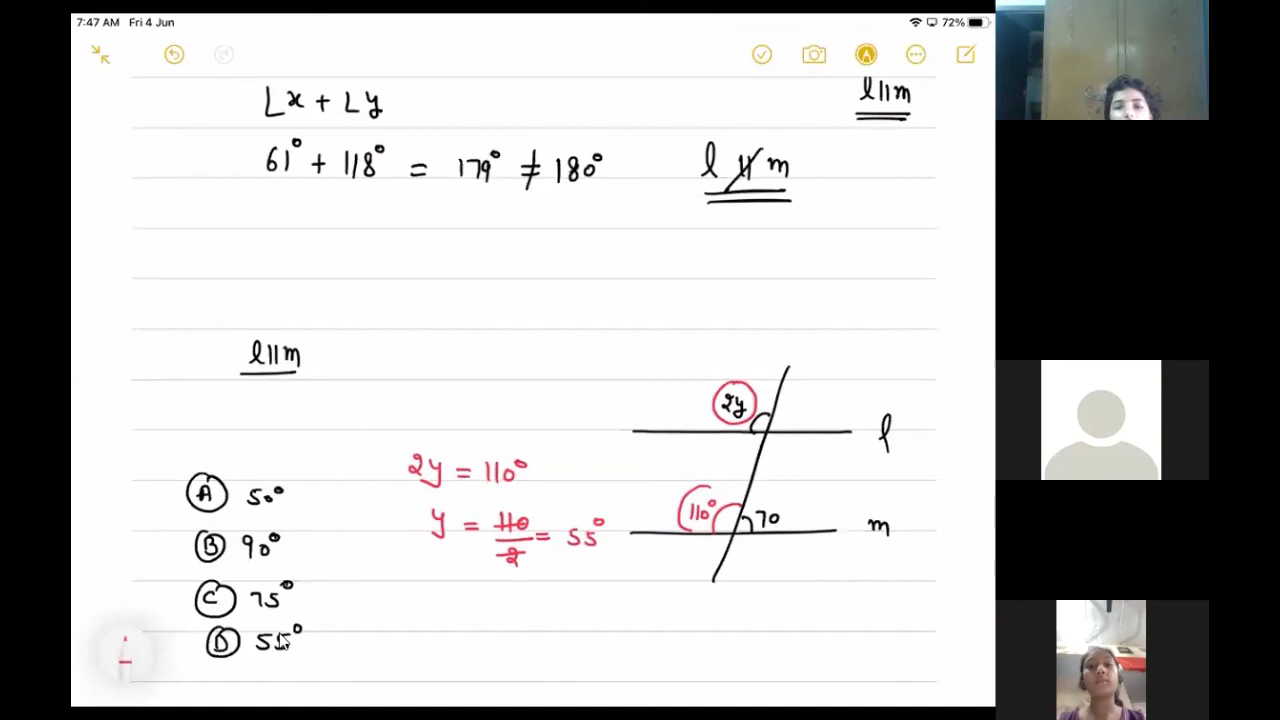 7:47 AM Fri 4 Jun
72%
∠x + ∠y
l || m
61° + 118° = 179° ≠ 180°
l ∦ m
l || m
2y
l
2y = 110°
A 50°
110°
70
m
y = 110/2 = 55°
B 90°
C 75°
D 55°